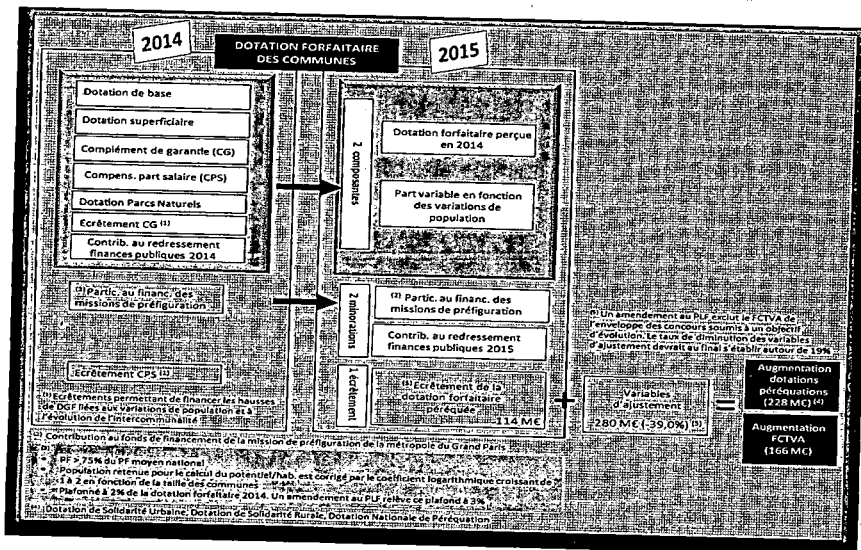 2014
DOTATION FORFAITAIRE
DES COMMUNES
2015
Dotation de base
Dotation superficiaire
Complément de garantie (CG)
Compens. part salaire (CPS)
Dotation Parcs Naturels
Ecrêtement CG (1)
Contrib. au redressement
finances publiques 2014
(2) Partic. au financ. des
missions de préfiguration
Ecrêtement CPS (1)
(1) Ecrêtements permettant de financer les hausses
de DGF liées aux variations de population et à
l'évolution de l'intercommunalité
2 composantes
Dotation forfaitaire perçue
en 2014
Part variable en fonction
des variations de
population
2 minorations
(2) Partic. au financ. des
missions de préfiguration
Contrib. au redressement
finances publiques 2015
1 écrêtement
(3) Ecrêtement de la
dotation forfaitaire
péréquée
-114 M€
+
(5) Un amendement au PLF exclut le FCTVA de
l'enveloppe des concours soumis à un objectif
d'évolution. Le taux de diminution des variables
d'ajustement devrait au final s'établir autour de 19%
Variables
d'ajustement
-280 M€ (-39,0%) (5)
=
Augmentation
dotations
péréquations
(228 M€) (4)
Augmentation
FCTVA
(166 M€)
Contribution au fonds de financement de la mission de préfiguration de la métropole du Grand Paris
(3)
PF > 75% du PF moyen national
Population retenue pour le calcul du potentiel/hab. est corrigé par le coefficient logarithmique croissant de
1 à 2 en fonction de la taille des communes
Plafonné à 2% de la dotation forfaitaire 2014. Un amendement au PLF relève ce plafond à 3%
(4) Dotation de Solidarité Urbaine, Dotation de Solidarité Rurale, Dotation Nationale de Péréquation